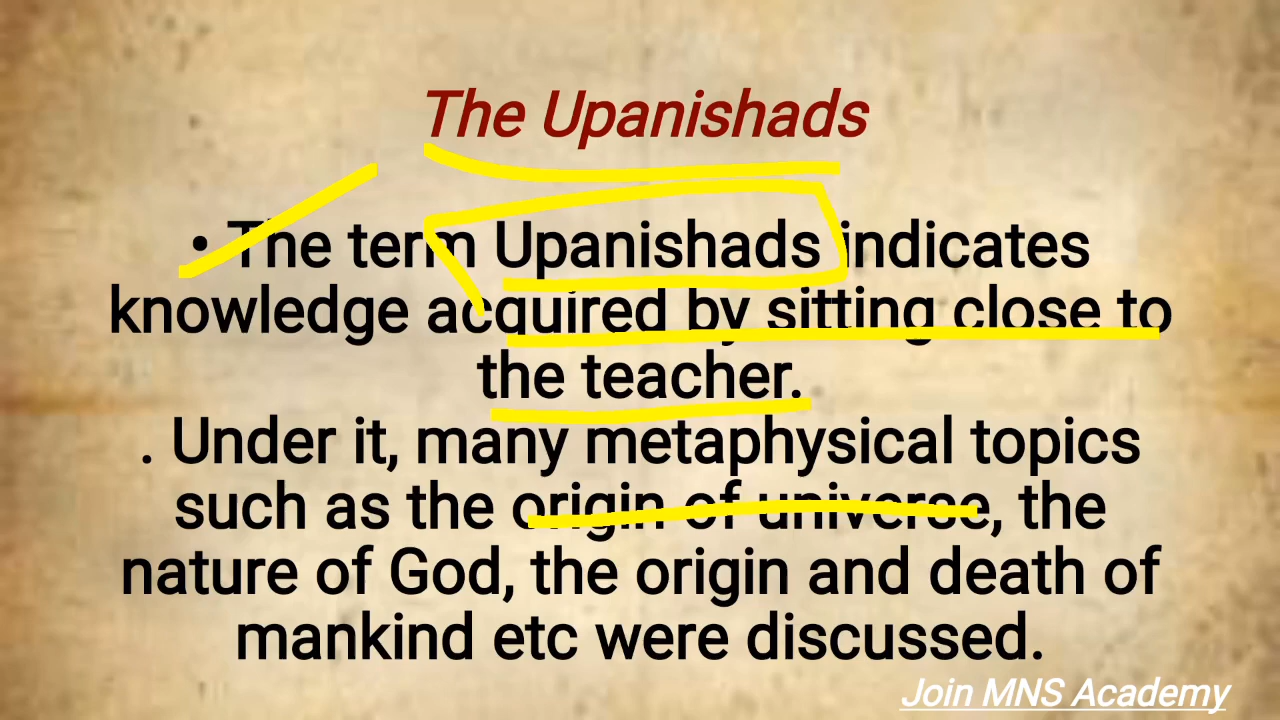 The Upanishads
• The term Upanishads indicates
knowledge acquired by sitting close to
the teacher.
. Under it, many metaphysical topics
such as the origin of universe, the
nature of God, the origin and death of
mankind etc were discussed.
Join MNS Academy